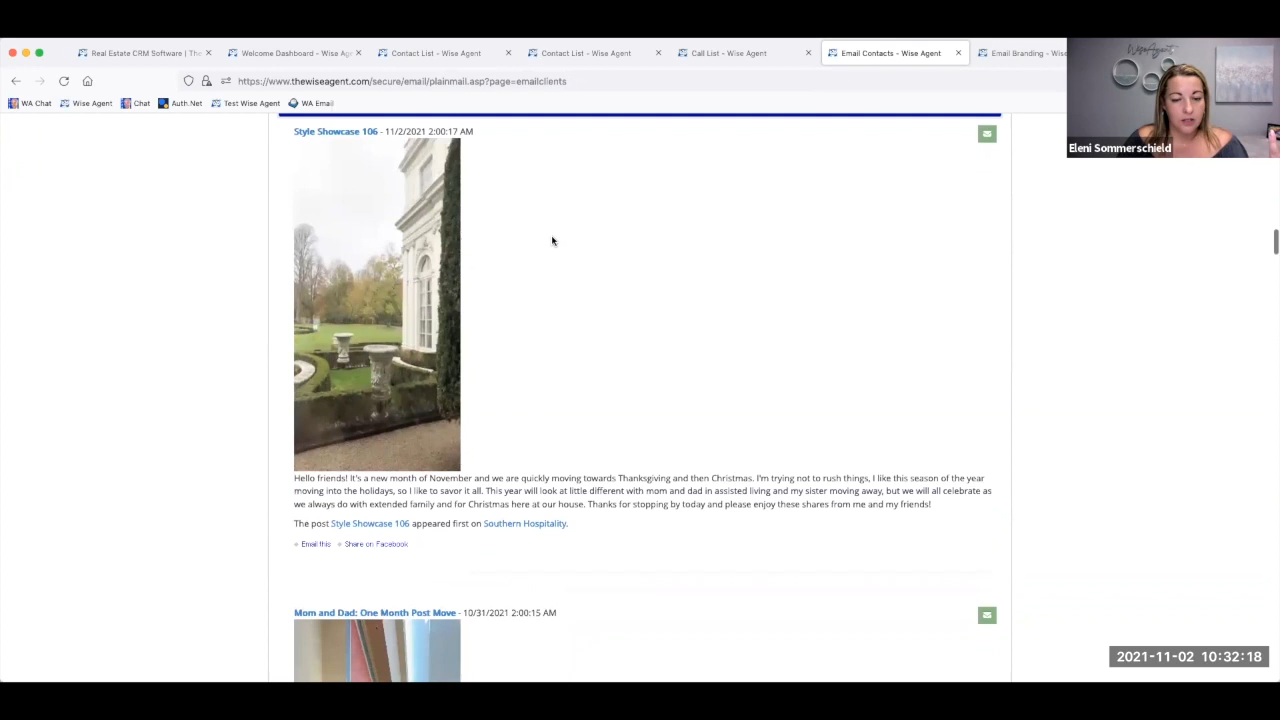 Real Estate CRM Software | The
Welcome Dashboard - Wise Age
Contact List - Wise Agent
Contact List - Wise Agent
Call List - Wise Agent
Email Contacts - Wise Agent
Email Branding - Wise
https://www.thewiseagent.com/secure/email/plainmail.asp?page=emailclients
WA Chat
Wise Agent
Chat
Auth.Net
Test Wise Agent
WA Email
WiseAgent
Eleni Sommerschield
Style Showcase 106 - 11/2/2021 2:00:17 AM
Hello friends! It's a new month of November and we are quickly moving towards Thanksgiving and then Christmas. I'm trying not to rush things, I like this season of the year
moving into the holidays, so I like to savor it all. This year will look at little different with mom and dad in assisted living and my sister moving away, but we will all celebrate as
we always do with extended family and for Christmas here at our house. Thanks for stopping by today and please enjoy these shares from me and my friends!
The post Style Showcase 106 appeared first on Southern Hospitality.
Email this
Share on Facebook
Mom and Dad: One Month Post Move - 10/31/2021 2:00:15 AM
2021-11-02 10:32:18